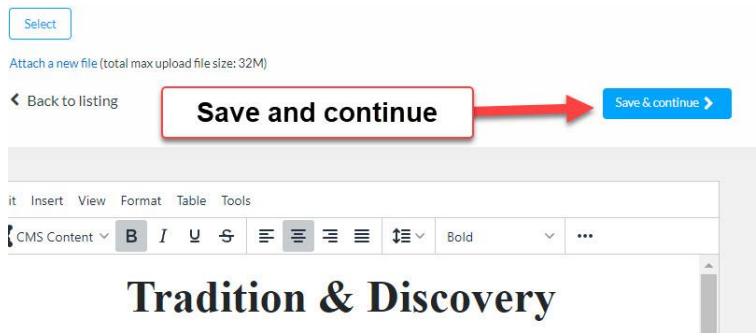 Select
Attach a new file (total max upload file size: 32M)
Back to listing
Save and continue
Save & continue
it Insert View Format Table Tools
CMS Content B I U S Bold
Tradition & Discovery